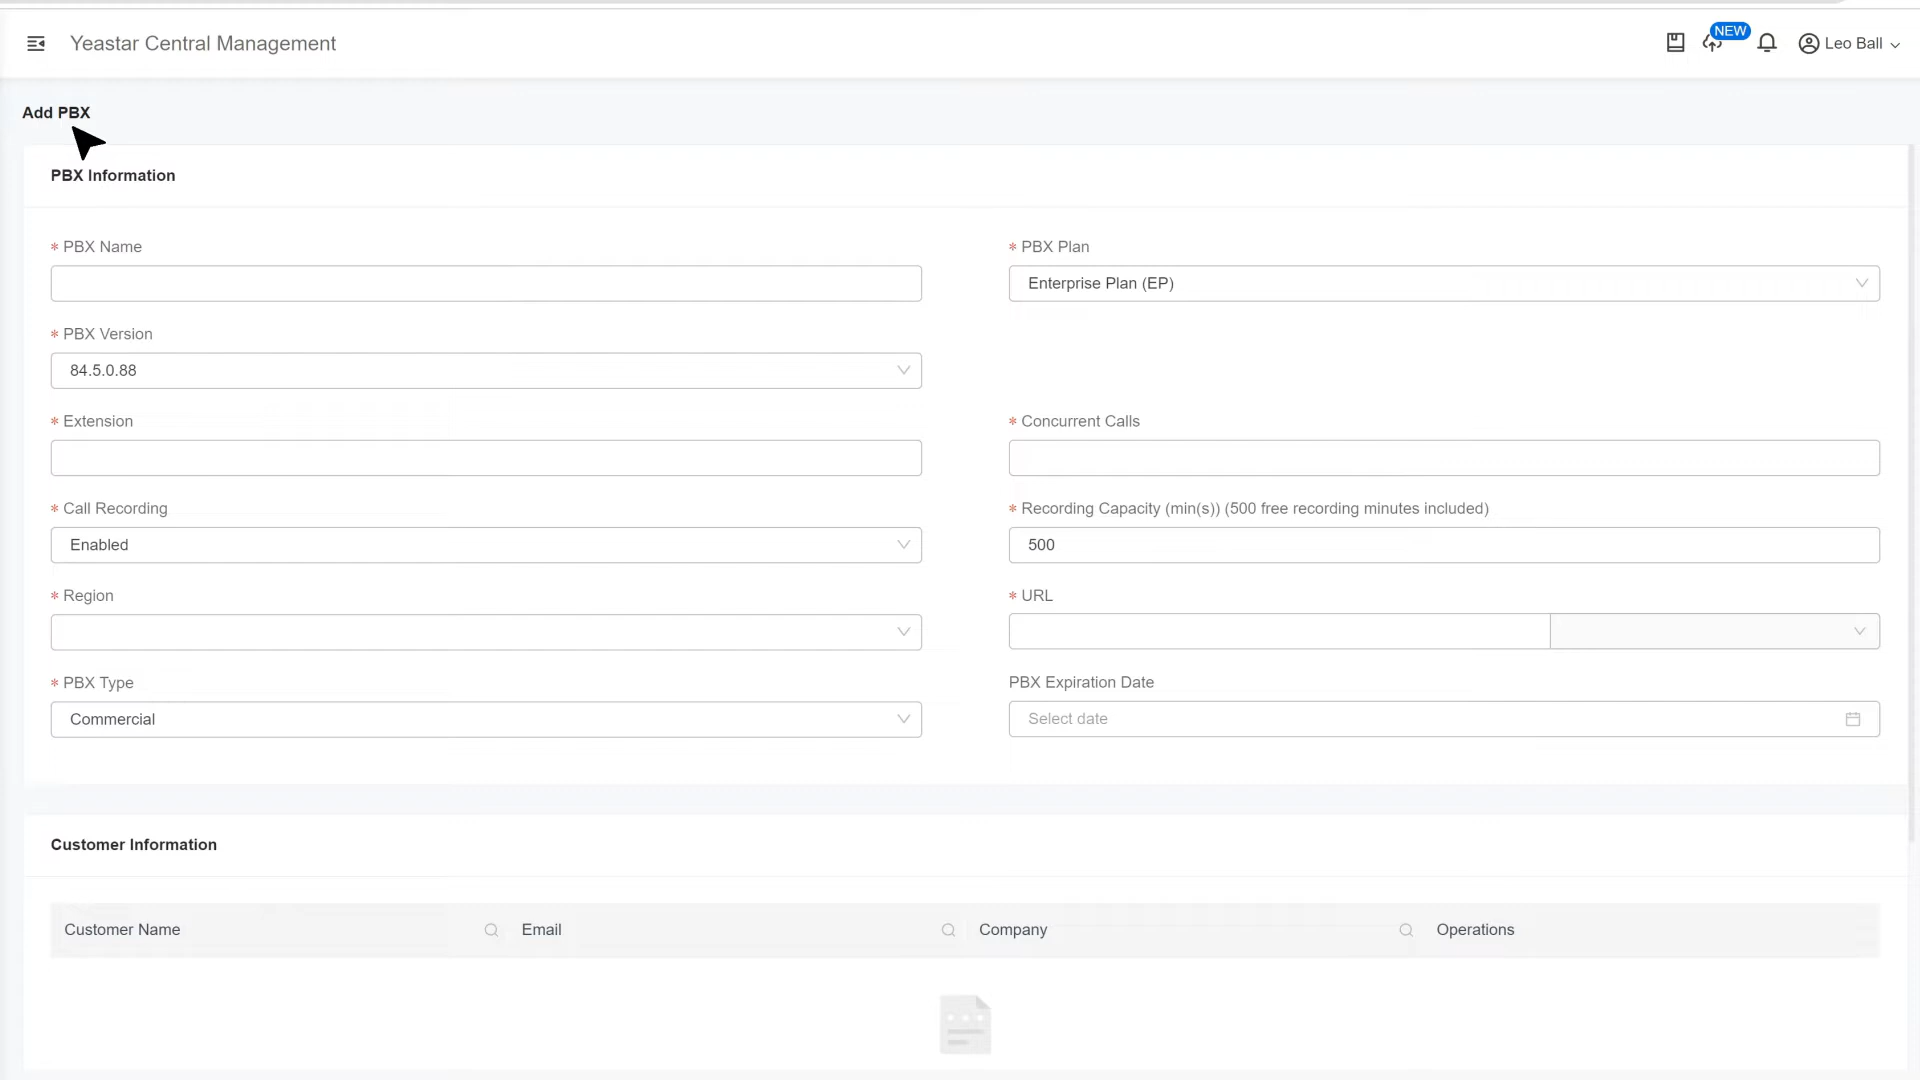 Yeastar Central Management
NEW
Leo Ball
Add PBX
PBX Information
* PBX Name
* PBX Plan
Enterprise Plan (EP)
* PBX Version
84.5.0.88
* Extension
* Concurrent Calls
* Call Recording
* Recording Capacity (min(s)) (500 free recording minutes included)
Enabled
500
* Region
* URL
* PBX Type
PBX Expiration Date
Commercial
Select date
Customer Information
Customer Name
Email
Company
Operations